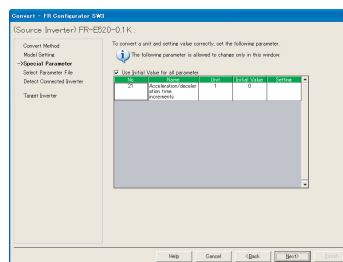 Convert - FR Configurator SW3
(Source Inverter) FR-E520-0.1K
Convert Method
Model Setting
->Special Parameter
Select Parameter File
Detect Connected Inverter
Target Inverter
To convert a unit and setting value correctly, set the following parameter.
The following parameter is allowed to change only in this window.
Use Initial Value for all parameter
No. Name Unit Initial Value Setting
21 Acceleration/deceler 1 0
ation time
increments
Help Cancel <Back Next>